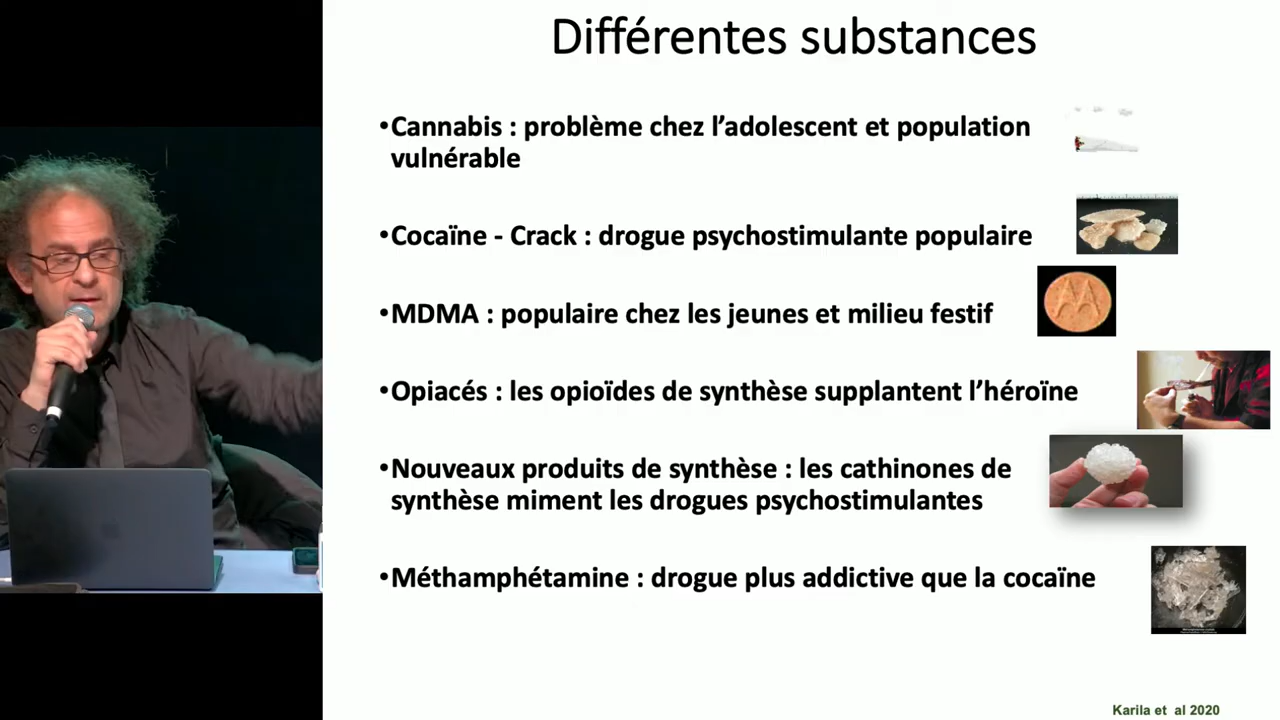 Différentes substances
•Cannabis : problème chez l’adolescent et population
vulnérable
•Cocaïne - Crack : drogue psychostimulante populaire
•MDMA : populaire chez les jeunes et milieu festif
•Opiacés : les opioïdes de synthèse supplantent l’héroïne
•Nouveaux produits de synthèse : les cathinones de
synthèse miment les drogues psychostimulantes
•Méthamphétamine : drogue plus addictive que la cocaïne
Karila et al 2020